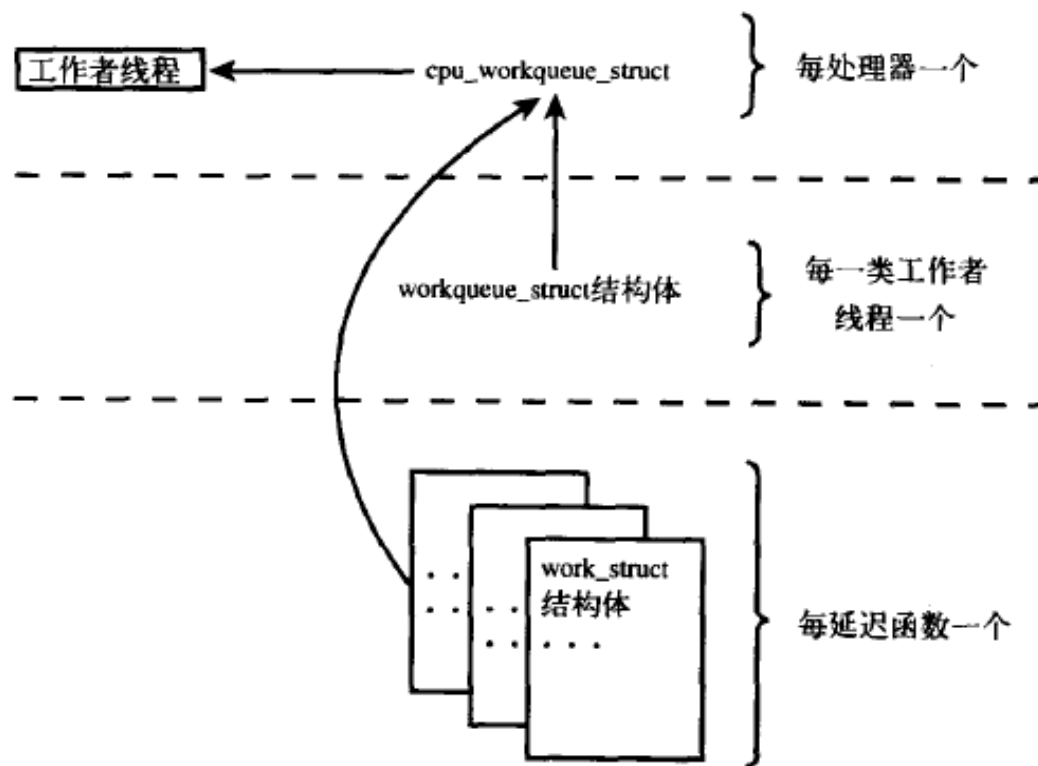 工作者线程
cpu_workqueue_struct
每处理器一个
workqueue_struct结构体
每一类工作者
线程一个
work_struct
结构体
每延迟函数一个